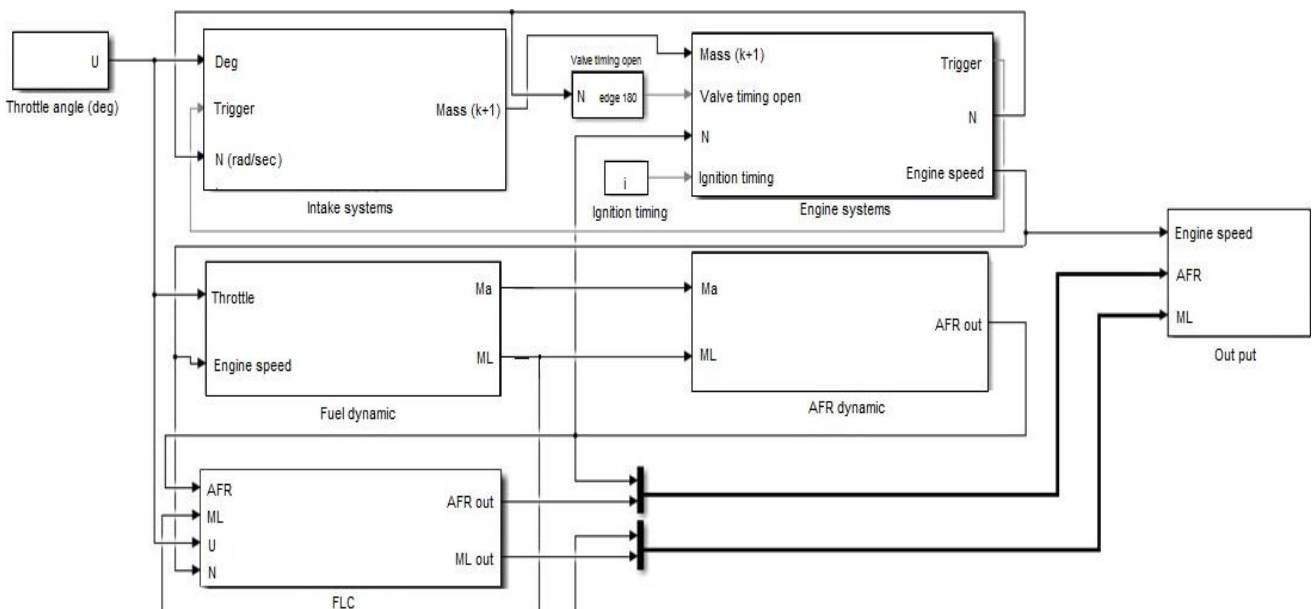 U
Throttle angle (deg)
Deg
Trigger
N (rad/sec)
Mass (k+1)
Intake systems
Valve timing open
N
edge 180
i
Ignition timing
Mass (k+1)
Valve timing open
N
Ignition timing
Trigger
N
Engine speed
Engine systems
Throttle
Engine speed
Ma
ML
Fuel dynamic
Ma
ML
AFR out
AFR dynamic
Engine speed
AFR
ML
Out put
AFR
ML
U
N
AFR out
ML out
FLC